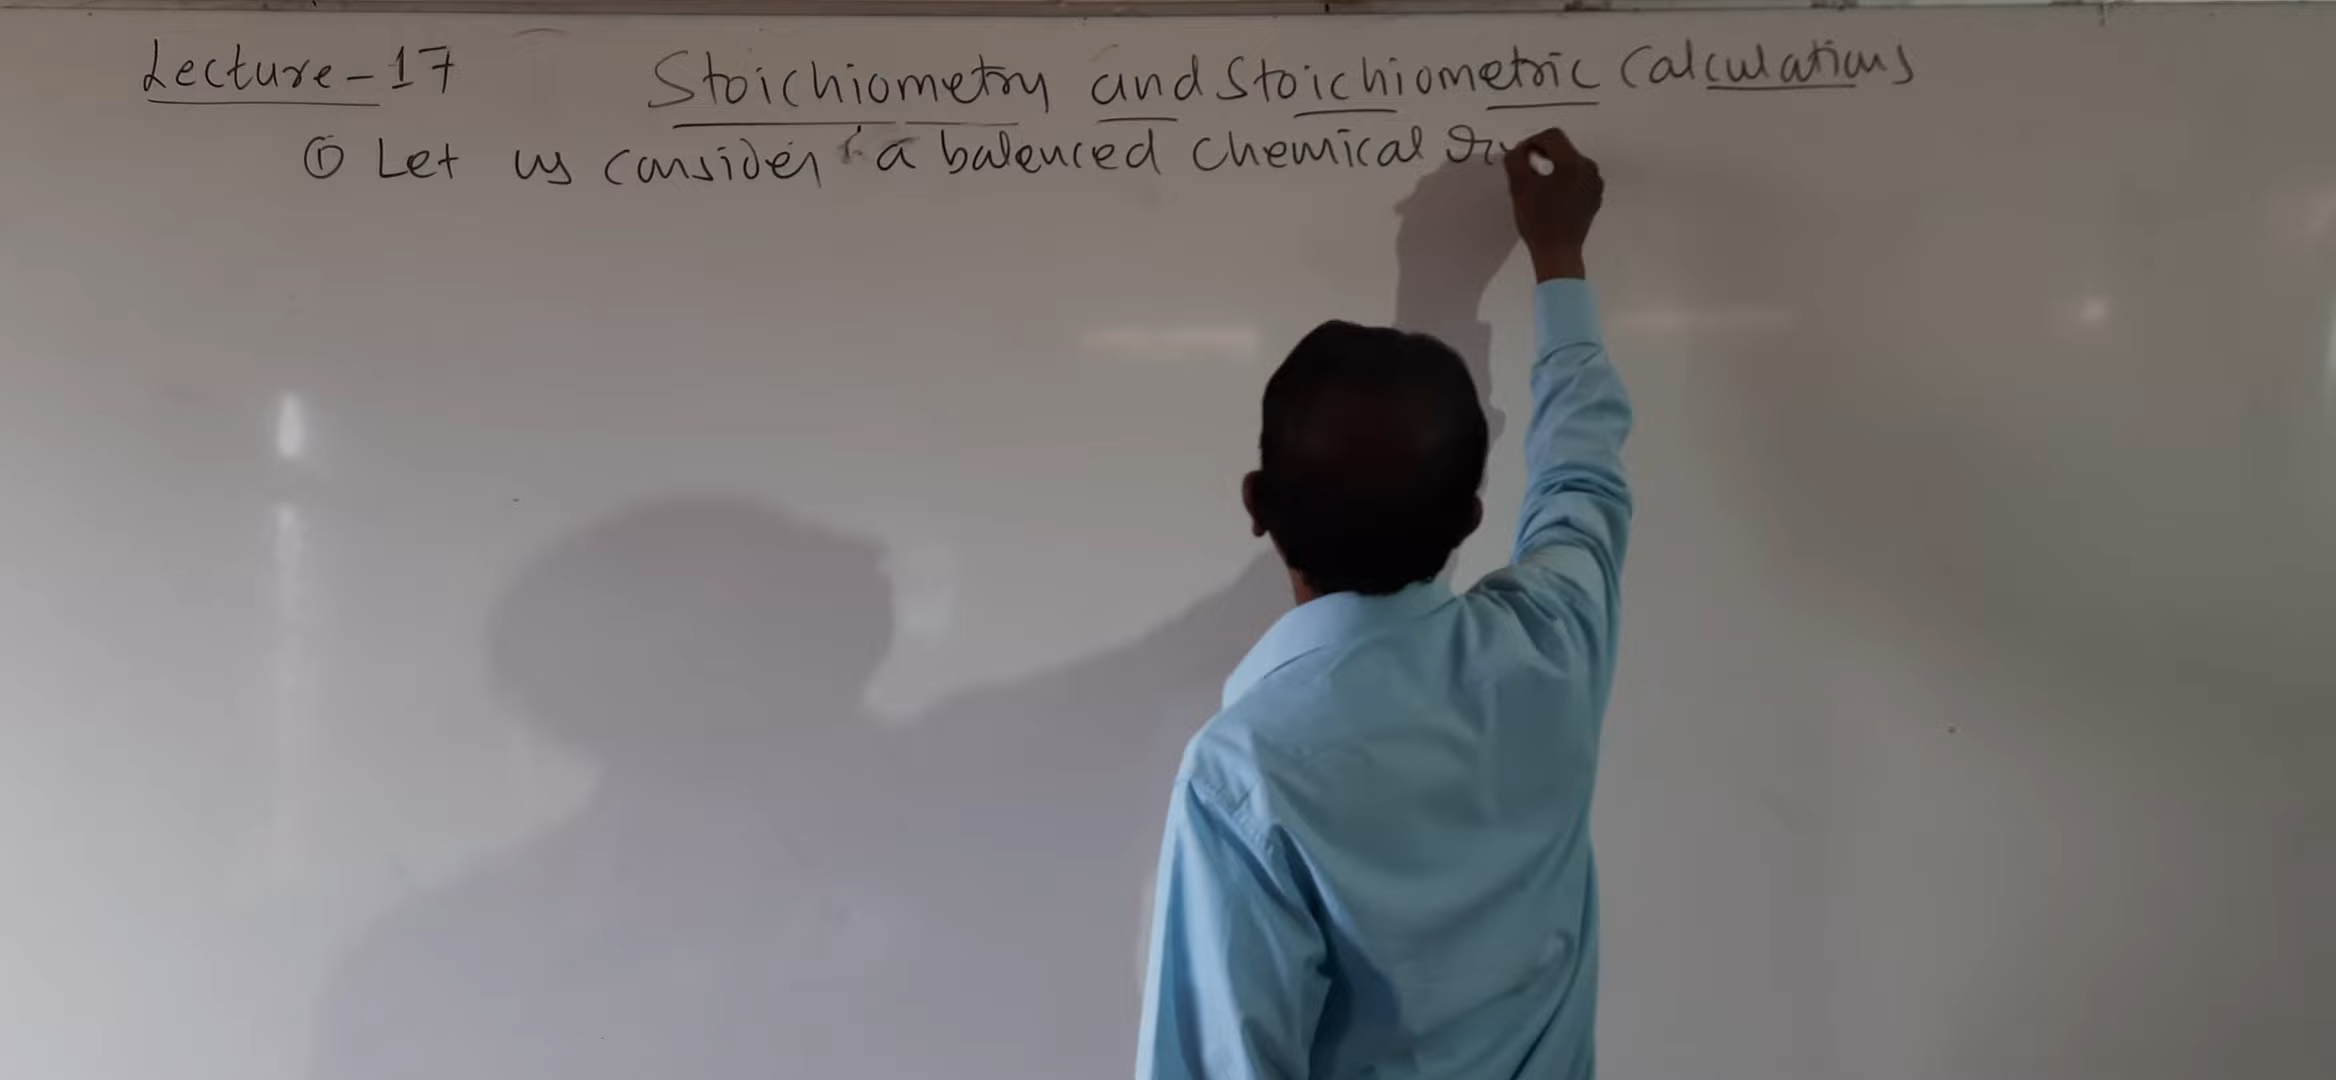 Lecture-17 Stoichiometry and Stoichiometric Calculations
① Let us consider a balenced Chemical